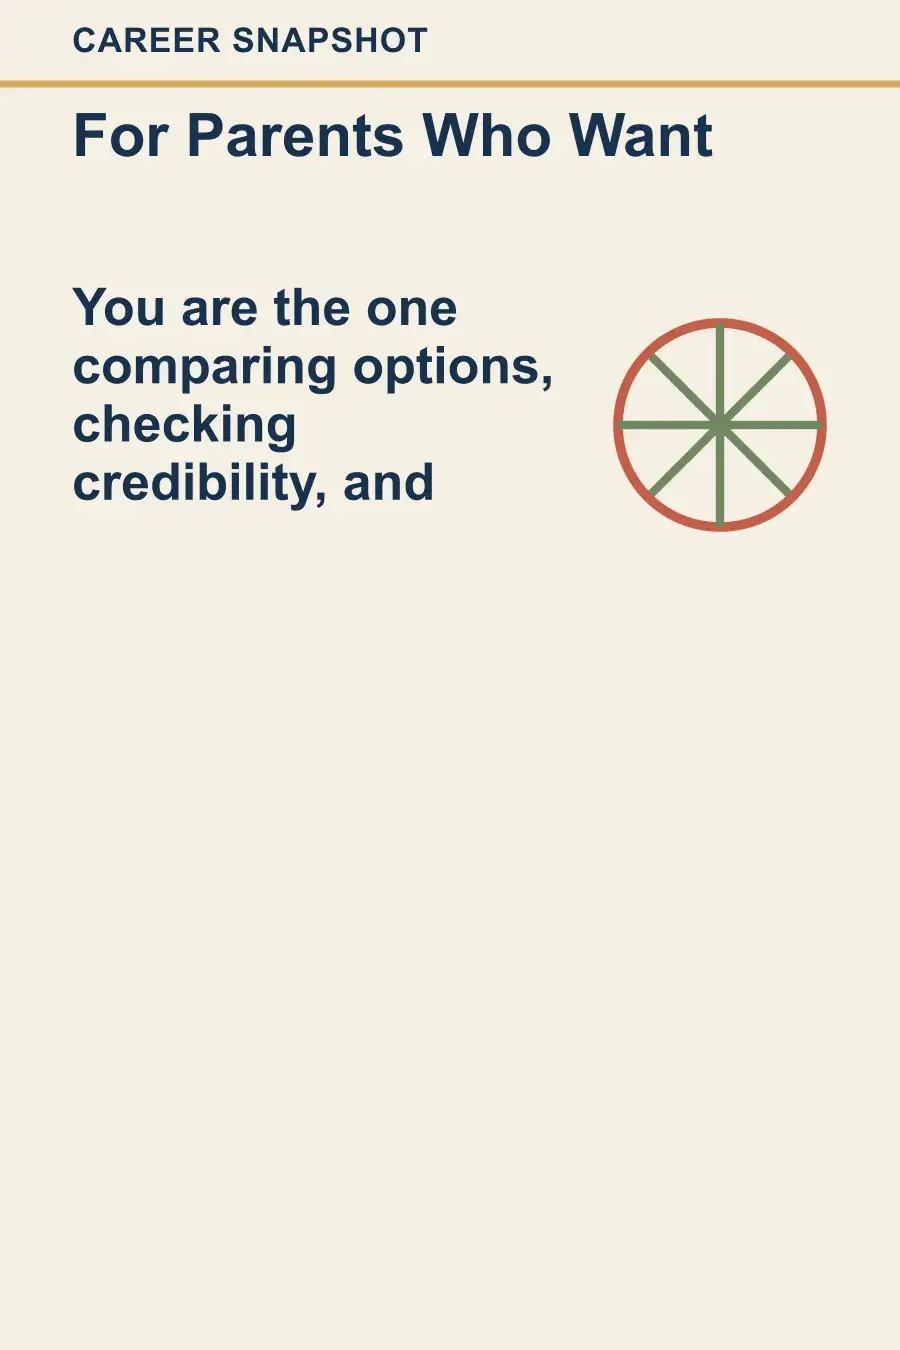 CAREER SNAPSHOT
For Parents Who Want
You are the one
comparing options,
checking
credibility, and